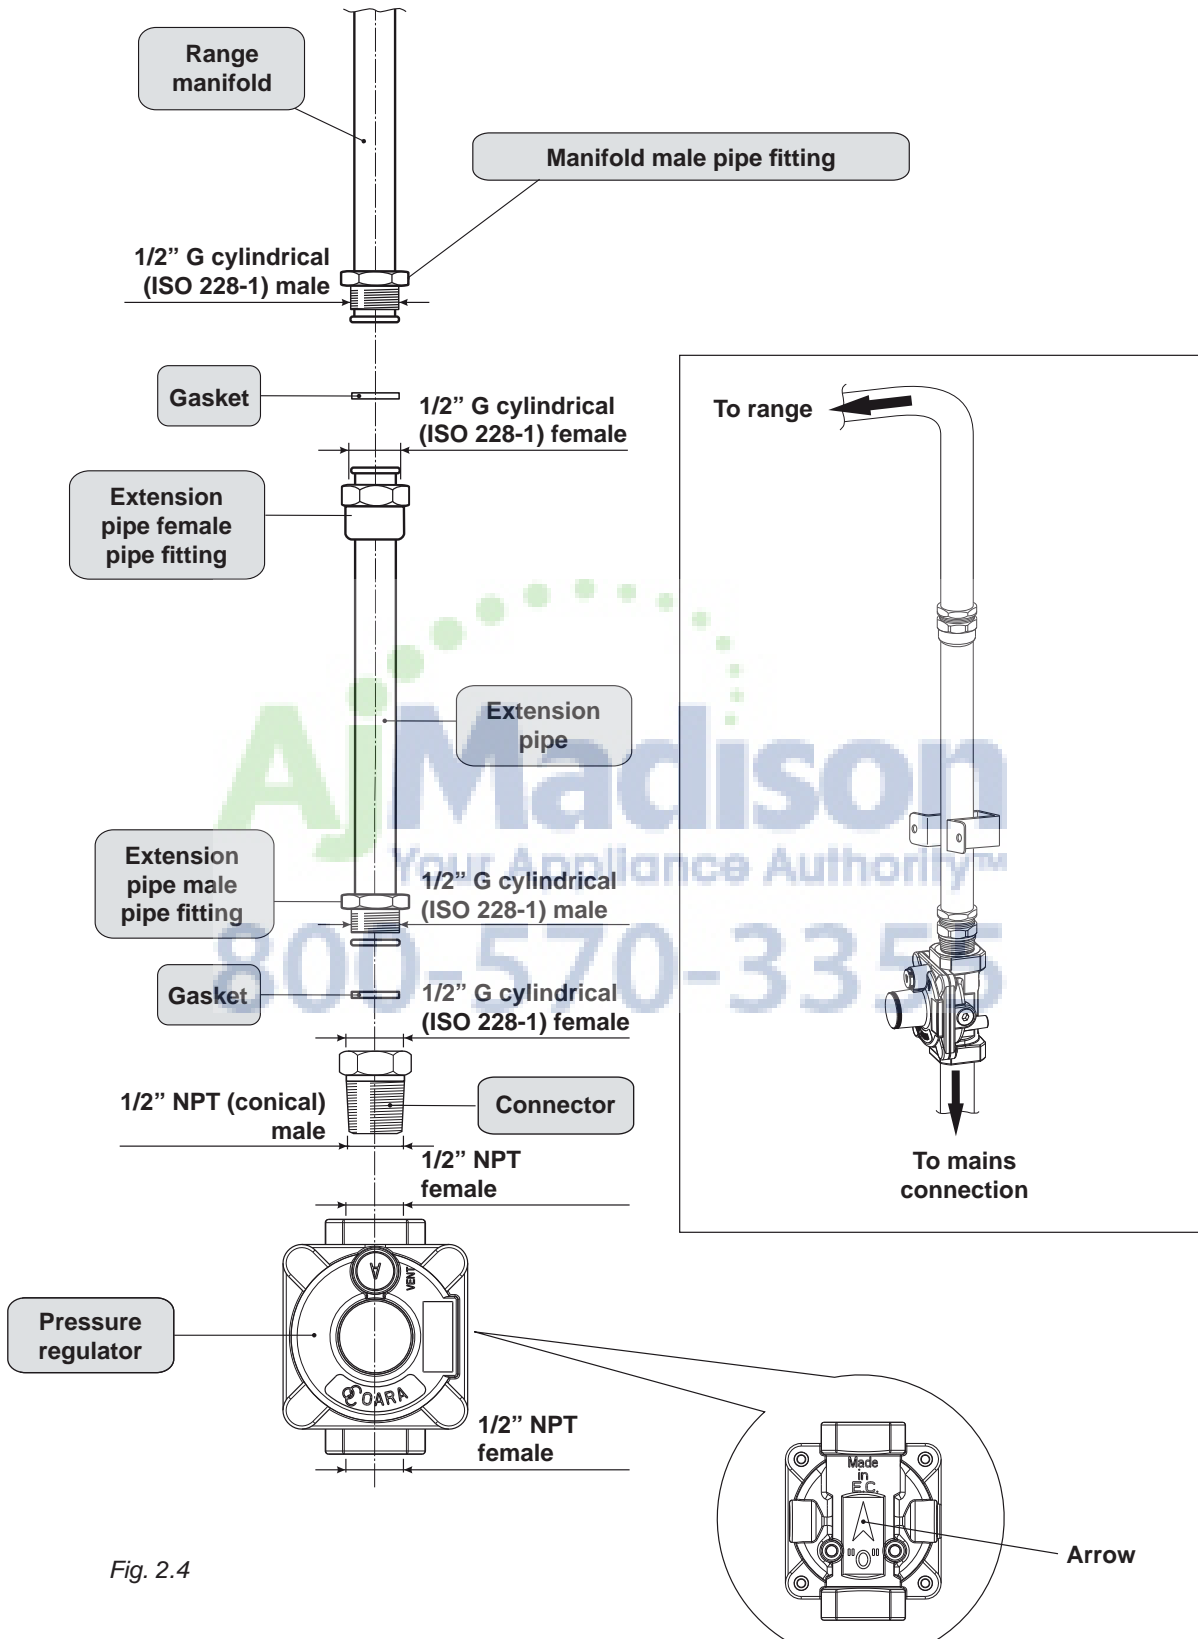 Range
manifold
Manifold male pipe fitting
1/2” G cylindrical
(ISO 228-1) male
Gasket
1/2” G cylindrical
(ISO 228-1) female
To range
Extension
pipe female
pipe fitting
Extension
pipe
AjMadison
Your Appliance Authority™
800-570-3355
Extension
pipe male
pipe fitting
1/2” G cylindrical
(ISO 228-1) male
Gasket
1/2” G cylindrical
(ISO 228-1) female
1/2” NPT (conical)
male
Connector
To mains
connection
1/2” NPT
female
A
VENT
Pressure
regulator
OARA
1/2” NPT
female
Made
in
E.C.
"O"
Arrow
Fig. 2.4